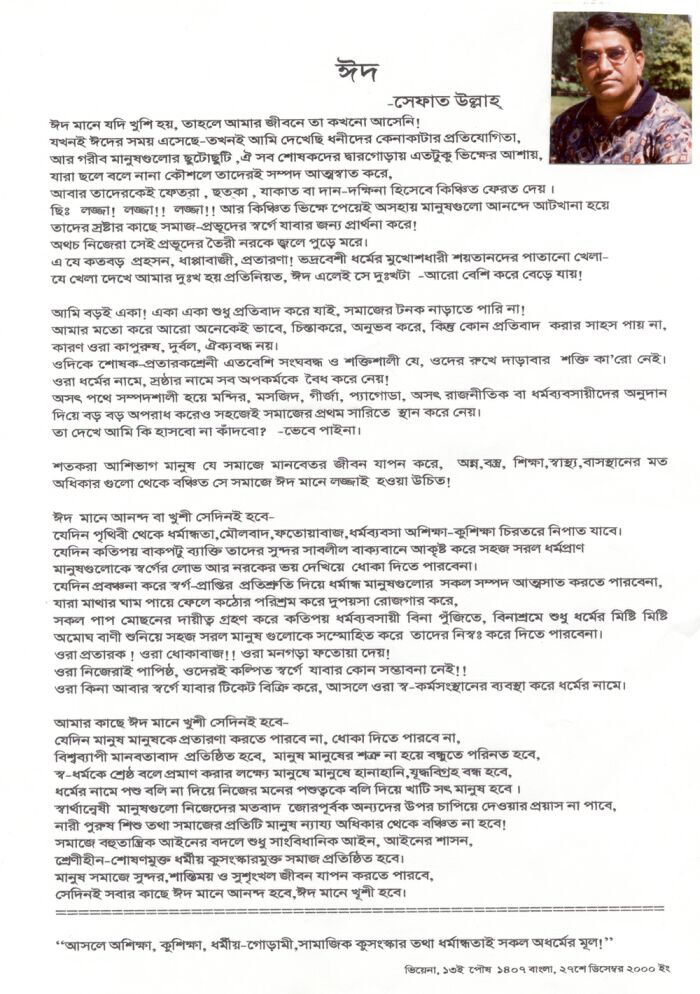 ঈদ
-সেফাত উল্লাহ্
ঈদ মানে যদি খুশি হয়, তাহলে আমার জীবনে তা কখনো আসেনি!
যখনই ঈদের সময় এসেছে-তখনই আমি দেখেছি ধনীদের কেনাকাটার প্রতিযোগিতা,
আর গরীব মানুষগুলোর ছুটোছুটি ,ঐ সব শোষকদের দ্বারগোড়ায় এতটুকু ভিক্ষের আশায়,
যারা ছলে বলে নানা কৌশলে তাদেরই সম্পদ আত্মস্বাত করে,
আবার তাদেরকেই ফেতরা , ছতকা , যাকাত বা দান-দক্ষিনা হিসেবে কিঞ্চিত ফেরত দেয় ।
ছিঃ লজ্জা! লজ্জা!! লজ্জা!! আর কিঞ্চিত ভিক্ষে পেয়েই অসহায় মানুষগুলো আনন্দে আটখানা হয়ে
তাদের স্রষ্টার কাছে সমাজ-প্রভূদের স্বর্গে যাবার জন্য প্রার্থনা করে!
অথচ নিজেরা সেই প্রভূদের তৈরী নরকে জ্বলে পুড়ে মরে।
এ যে কতবড় প্রহসন, ধাপ্পাবাজী, প্রতারণা! ভদ্রবেশী ধর্মের মুখোশধারী শয়তানদের পাতানো খেলা-
যে খেলা দেখে আমার দুঃখ হয় প্রতিনিয়ত, ঈদ এলেই সে দুঃখটা -আরো বেশি করে বেড়ে যায়!
আমি বড়ই একা! একা একা শুধু প্রতিবাদ করে যাই, সমাজের টনক নাড়াতে পারি না!
আমার মতো করে আরো অনেকেই ভাবে, চিন্তাকরে, অনুভব করে, কিন্তু কোন প্রতিবাদ করার সাহস পায় না,
কারণ ওরা কাপুরুষ, দুর্বল, ঐক্যবদ্ধ নয়।
ওদিকে শোষক-প্রতারকশ্রেনী এতবেশি সংঘবদ্ধ ও শক্তিশালী যে, ওদের রুখে দাড়াবার শক্তি কা'রো নেই।
ওরা ধর্মের নামে, স্রষ্ঠার নামে সব অপকর্মকে বৈধ করে নেয়!
অসৎ পথে সম্পদশালী হয়ে মন্দির, মসজিদ, গীর্জা, প্যাগোডা, অসৎ রাজনীতিক বা ধর্মব্যবসায়ীদের অনুদান
দিয়ে বড় বড় অপরাধ করেও সহজেই সমাজের প্রথম সারিতে স্থান করে নেয়।
তা দেখে আমি কি হাসবো না কাঁদবো? -ভেবে পাইনা।
শতকরা আশিভাগ মানুষ যে সমাজে মানবেতর জীবন যাপন করে, অন্ন,বস্ত্র, শিক্ষা,স্বাস্থ্য,বাসস্থানের মত
অধিকার গুলো থেকে বঞ্চিত সে সমাজে ঈদ মানে লজ্জাই হওয়া উচিত!
ঈদ মানে আনন্দ বা খুশী সেদিনই হবে-
যেদিন পৃথিবী থেকে ধর্মান্ধতা,মৌলবাদ,ফতোয়াবাজ,ধর্মব্যবসা অশিক্ষা-কুশিক্ষা চিরতরে নিপাত যাবে।
যেদিন কতিপয় বাকপটু ব্যাক্তি তাদের সুন্দর সাবলীল বাক্যবানে আকৃষ্ট করে সহজ সরল ধর্মপ্রাণ
মানুষগুলোকে স্বর্গের লোভ আর নরকের ভয় দেখিয়ে ধোকা দিতে পারবেনা।
যেদিন প্রবঞ্চনা করে স্বর্গ-প্রাপ্তির প্রতিশ্রুতি দিয়ে ধর্মান্ধ মানুষগুলোর সকল সম্পদ আত্মসাত করতে পারবেনা,
যারা মাথার ঘাম পায়ে ফেলে কঠোর পরিশ্রম করে দুপয়সা রোজগার করে,
সকল পাপ মোছনের দায়ীত্ব গ্রহণ করে কতিপয় ধর্মব্যবসায়ী বিনা পুঁজিতে, বিনাশ্রমে শুধু ধর্মের মিষ্টি মিষ্টি
অমোঘ বাণী শুনিয়ে সহজ সরল মানুষ গুলোকে সম্মোহিত করে তাদের নিস্বঃ করে দিতে পারবেনা।
ওরা প্রতারক ! ওরা ধোকাবাজ!! ওরা মনগড়া ফতোয়া দেয়!
ওরা নিজেরাই পাপিষ্ঠ, ওদেরই কল্পিত স্বর্গে যাবার কোন সম্ভাবনা নেই!!
ওরা কিনা আবার স্বর্গে যাবার টিকেট বিক্রি করে, আসলে ওরা স্ব-কর্মসংস্থানের ব্যবস্থা করে ধর্মের নামে।
আমার কাছে ঈদ মানে খুশী সেদিনই হবে-
যেদিন মানুষ মানুষকে প্রতারণা করতে পারবে না, ধোকা দিতে পারবে না,
বিশ্বব্যাপী মানবতাবাদ প্রতিষ্ঠিত হবে, মানুষ মানুষের শত্রু না হয়ে বন্ধুতে পরিনত হবে,
স্ব-ধর্মকে শ্রেষ্ঠ বলে প্রমাণ করার লক্ষ্যে মানুষে মানুষে হানাহানি,যুদ্ধবিগ্রহ বন্ধ হবে,
ধর্মের নামে পশু বলি না দিয়ে নিজের মনের পশুত্বকে বলি দিয়ে খাটি সৎ মানুষ হবে ।
স্বার্থান্বেষী মানুষগুলো নিজেদের মতবাদ জোরপূর্বক অন্যদের উপর চাপিয়ে দেওয়ার প্রয়াস না পাবে,
নারী পুরুষ শিশু তথা সমাজের প্রতিটি মানুষ ন্যায্য অধিকার থেকে বঞ্চিত না হবে!
সমাজে বহুতান্ত্রিক আইনের বদলে শুধু সাংবিধানিক আইন, আইনের শাসন,
শ্রেণীহীন-শোষণমুক্ত ধর্মীয় কুসংস্কারমুক্ত সমাজ প্রতিষ্ঠিত হবে।
মানুষ সমাজে সুন্দর,শান্তিময় ও সুশৃংখল জীবন যাপন করতে পারবে,
সেদিনই সবার কাছে ঈদ মানে আনন্দ হবে,ঈদ মানে খুশী হবে।
"আসলে অশিক্ষা, কুশিক্ষা, ধর্মীয়-গোড়ামী,সামাজিক কুসংস্কার তথা ধর্মান্ধতাই সকল অধর্মের মূল!"
ভিয়েনা, ১৩ই পৌষ ১৪০৭ বাংলা, ২৭শে ডিসেম্বর ২০০০ ইং